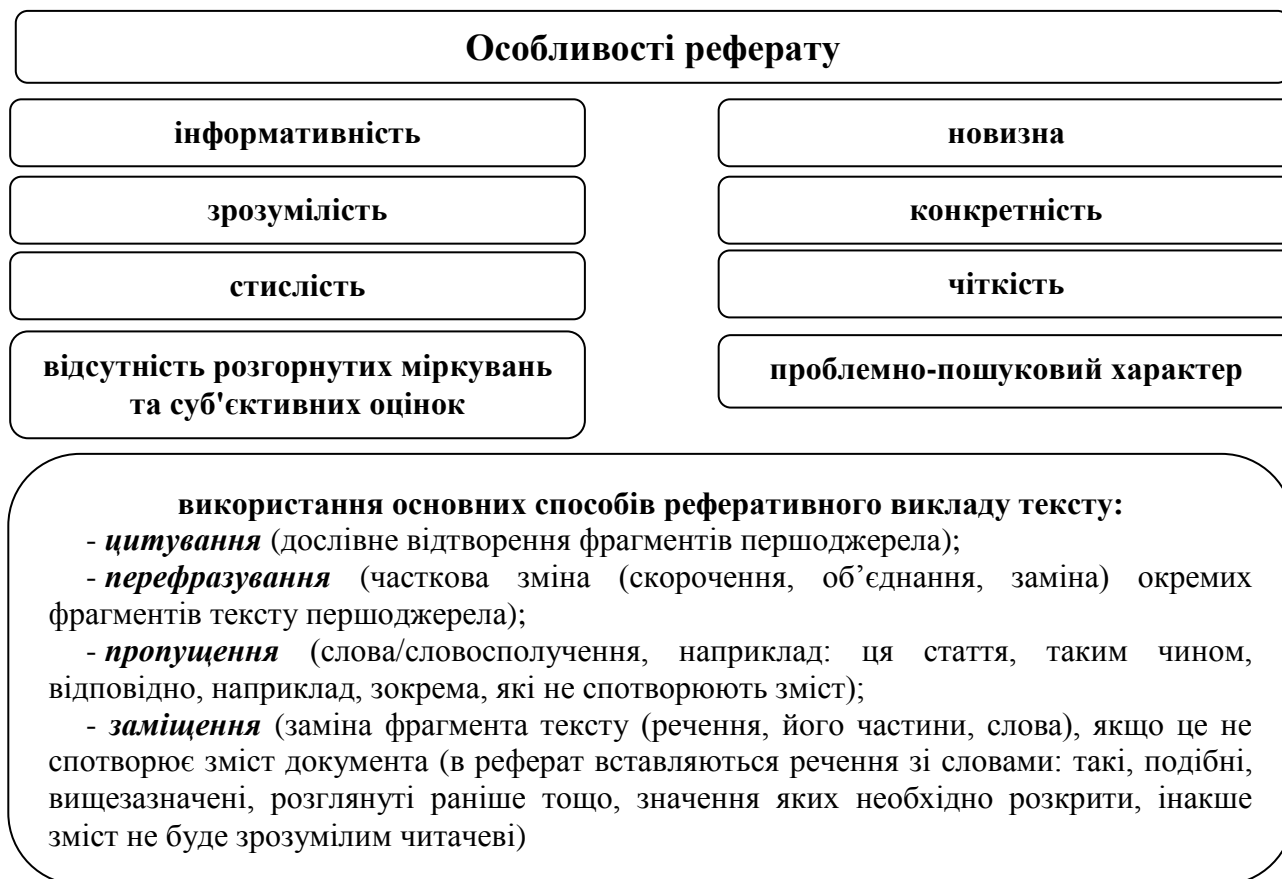 Особливості реферату
інформативність
новизна
зрозумілість
конкретність
стислість
чіткість
відсутність розгорнутих міркувань
та суб'єктивних оцінок
проблемно-пошуковий характер
використання основних способів реферативного викладу тексту:
- цитування (дослівне відтворення фрагментів першоджерела);
- перефразування (часткова зміна (скорочення, об’єднання, заміна) окремих
фрагментів тексту першоджерела);
- пропущення (слова/словосполучення, наприклад: ця стаття, таким чином,
відповідно, наприклад, зокрема, які не спотворюють зміст);
- заміщення (заміна фрагмента тексту (речення, його частини, слова), якщо це не
спотворює зміст документа (в реферат вставляються речення зі словами: такі, подібні,
вищезазначені, розглянуті раніше тощо, значення яких необхідно розкрити, інакше
зміст не буде зрозумілим читачеві)